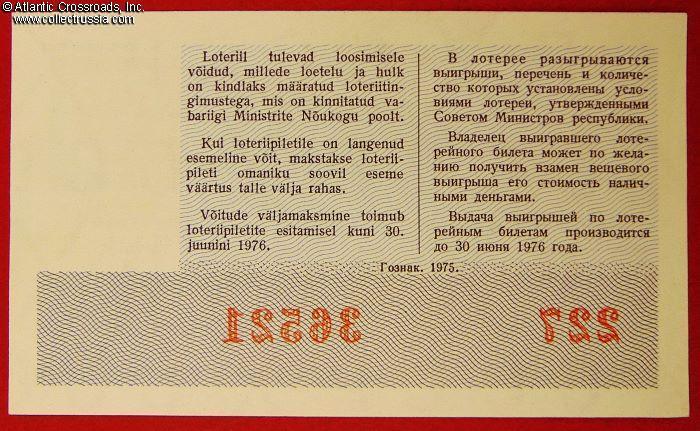 © Atlantic Crossroads, Inc.
www.collectrussia.com
Loteriil tulevad loosimisele
võidud, millede loetelu ja hulk
on kindlaks määratud loteriitin-
gimustega, mis on kinnitatud va-
bariigi Ministrite Nõukogu poolt.
Kui loteriipiletile on langenud
esemeline võit, makstakse loterii-
pileti omaniku soovil eseme
väärtus talle välja rahas.
Võitude väljamaksmine toimub
loteriipiletite esitamisel kuni 30.
juunini 1976.
В лотерее разыгрываются
выигрыши, перечень и количе-
ство которых установлены усло-
виями лотереи, утвержденными
Советом Министров республики.
Владелец выигравшего лоте-
рейного билета может по жела-
нию получить взамен вещевого
выигрыша его стоимость налич-
ными деньгами.
Выдача выигрышей по лоте-
рейным билетам производится
до 30 июня 1976 года.
Гознак. 1975.
36521
227